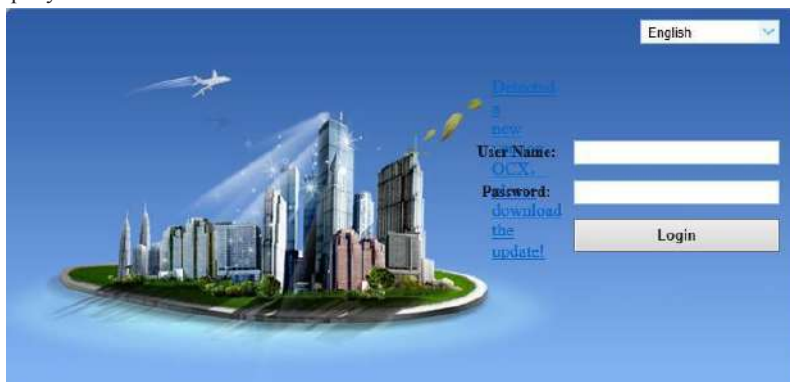 English
Detected
a
new
User Name:
OCX,
Password:
download
the
update!
Login